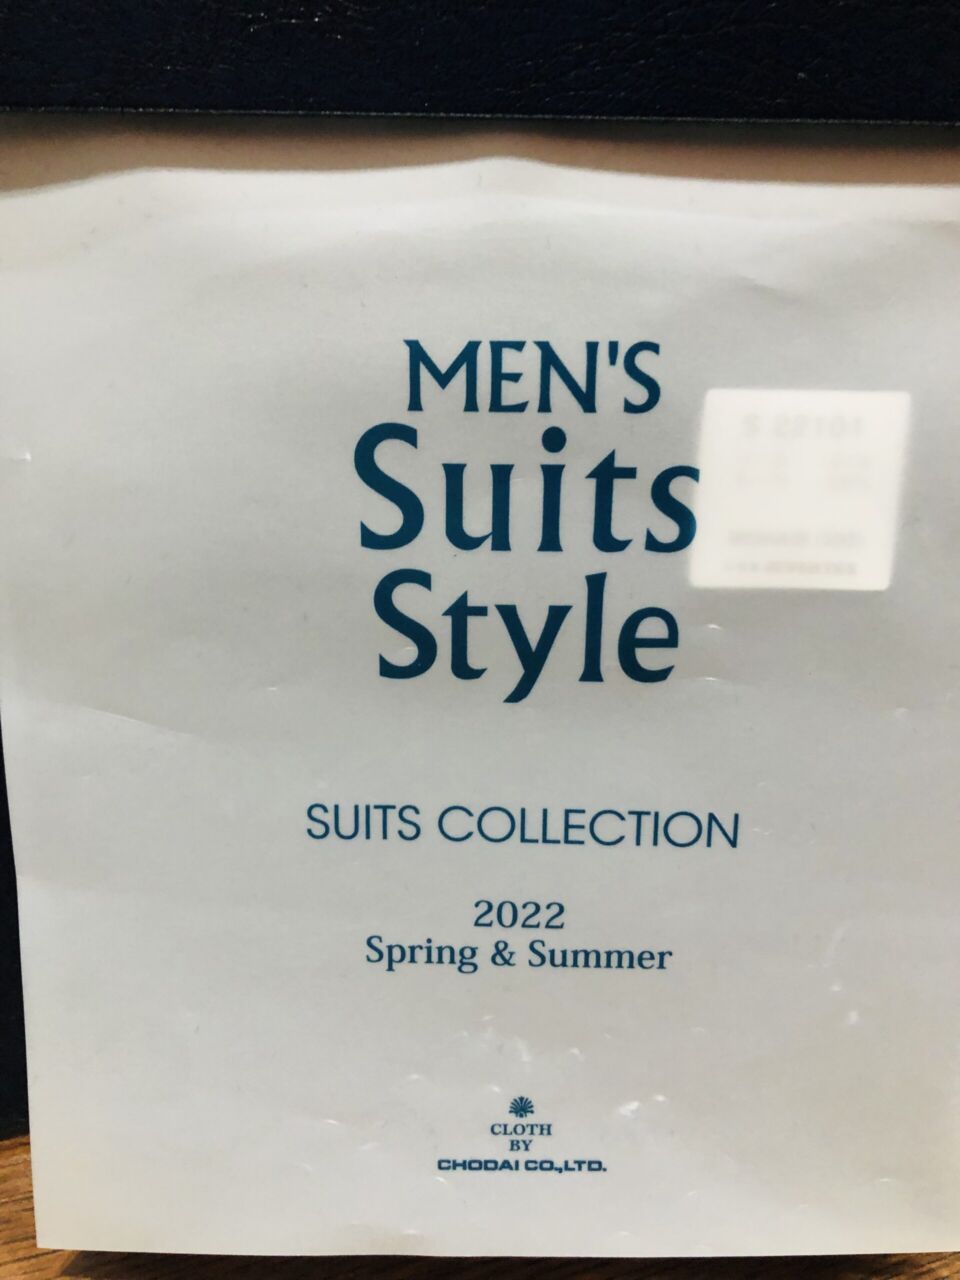 MEN'S
Suits
Style
SUITS COLLECTION
2022
Spring & Summer
CLOTH
BY
CHODAI CO.,LTD.